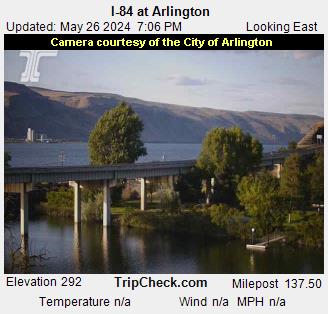 I-84 at Arlington
Updated: May 26 2024 7:06 PM Looking East
Camera courtesy of the City of Arlington
Elevation 292 TripCheck.com Milepost 137.50
Temperature n/a Wind n/a MPH n/a